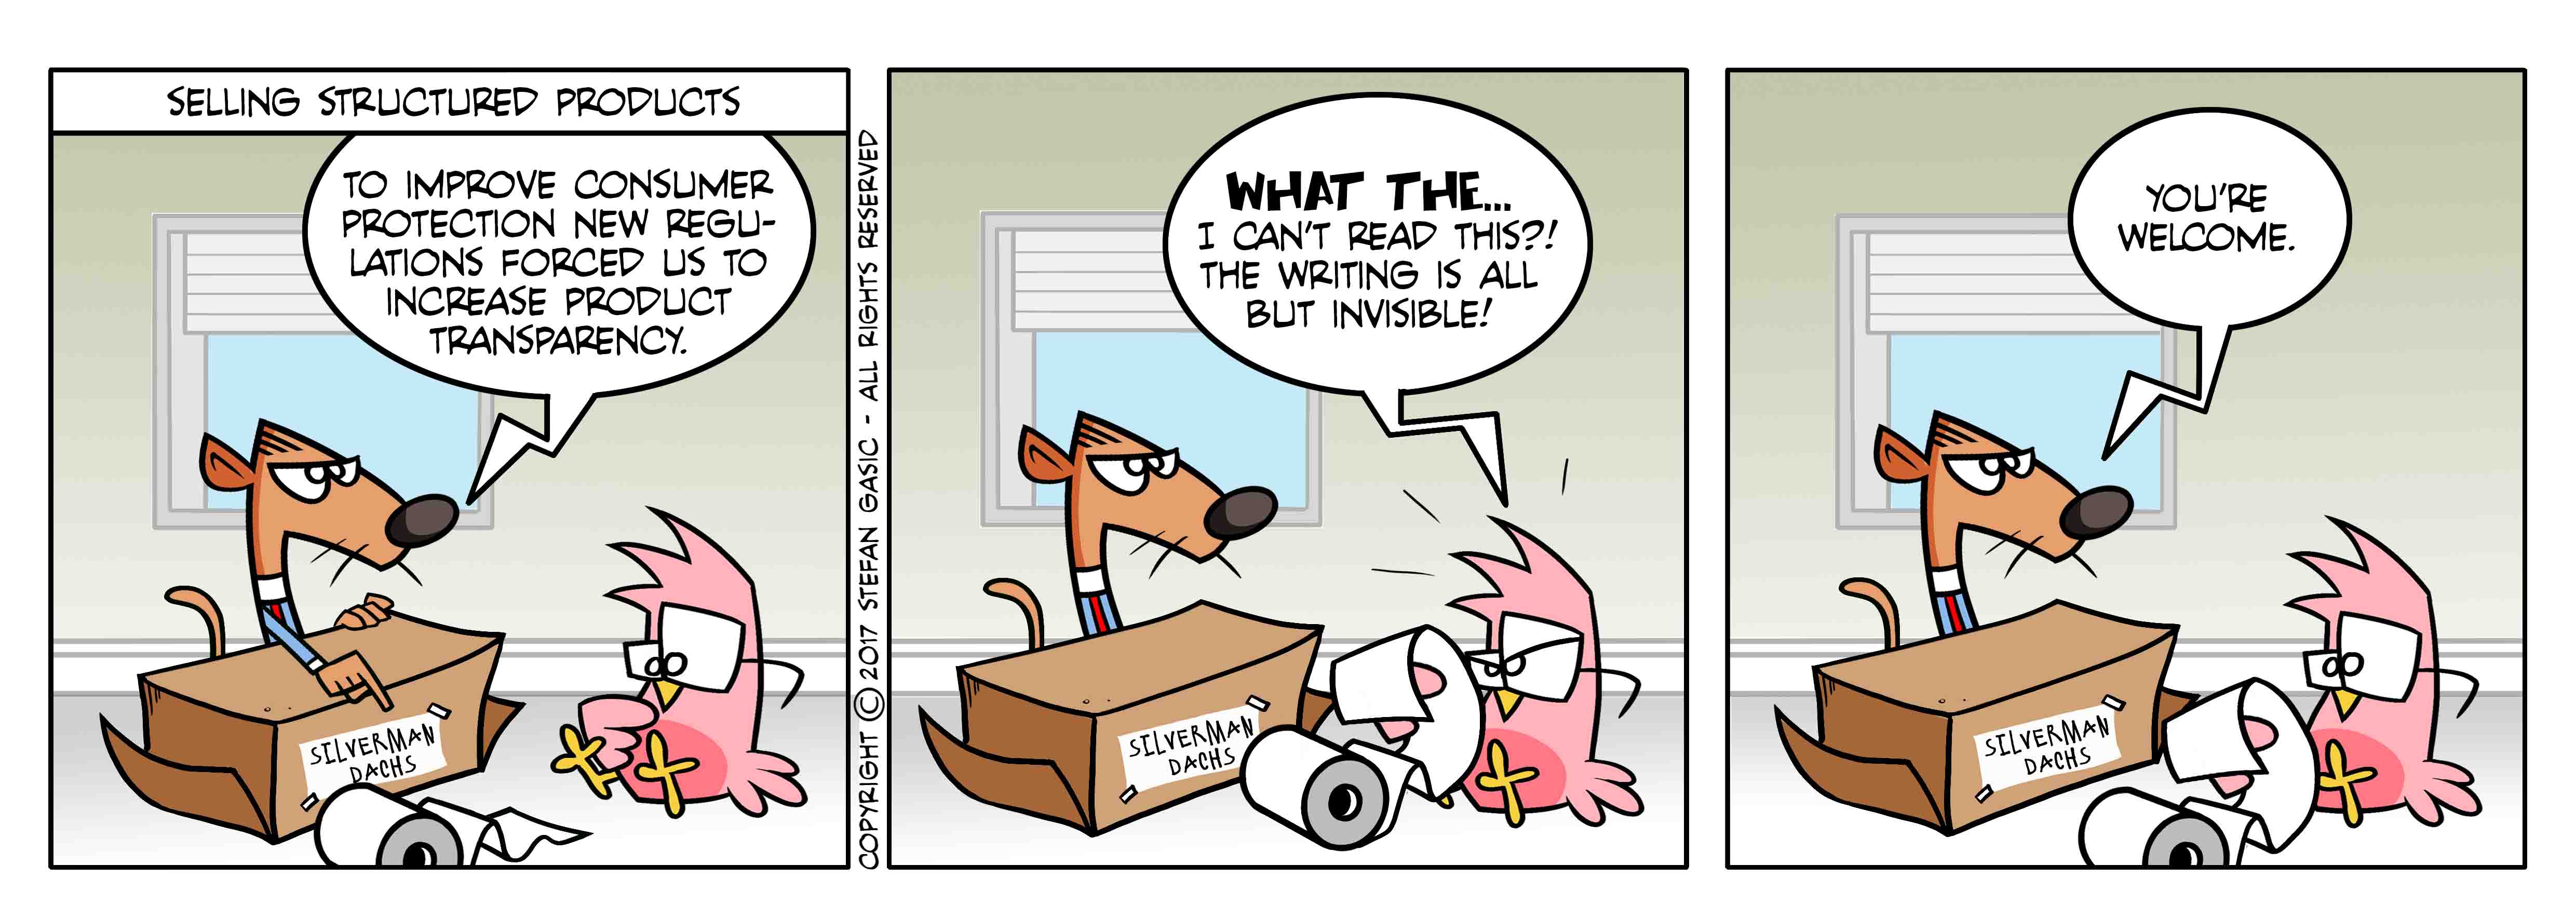 SELLING STRUCTURED PRODUCTS
TO IMPROVE CONSUMER
PROTECTION NEW REGU-
LATIONS FORCED US TO
INCREASE PRODUCT
TRANSPARENCY.
SILVERMAN
DACHS
COPYRIGHT © 2017 STEFAN GASIC - ALL RIGHTS RESERVED
WHAT THE...
I CAN'T READ THIS?!
THE WRITING IS ALL
BUT INVISIBLE!
SILVERMAN
DACHS
YOU'RE
WELCOME.
SILVERMAN
DACHS